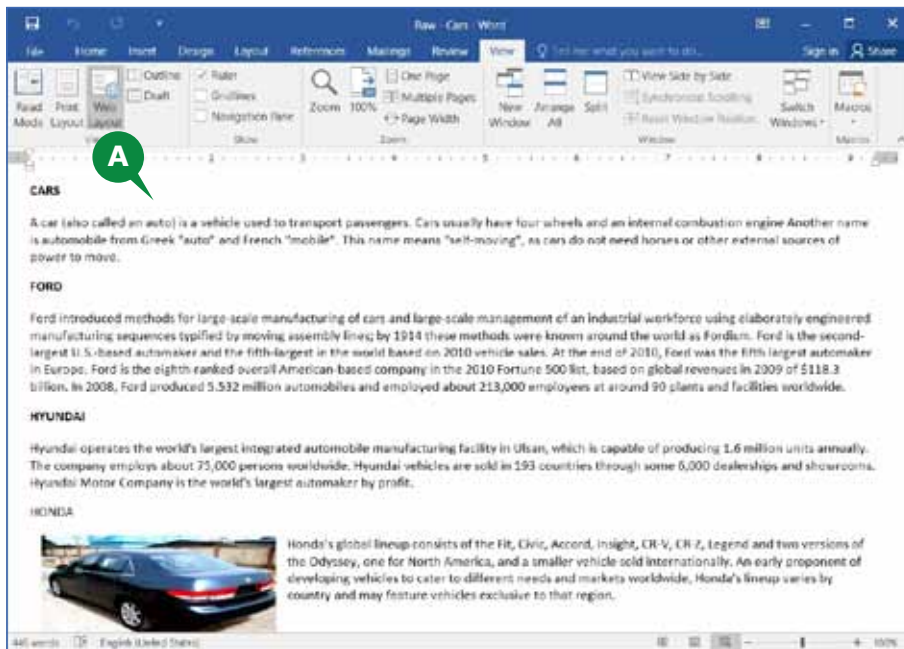 Raw - Cars - Word
File Home Insert Design Layout References Mailings Review View Tell me what you want to do... Sign in Share
Read Mode Print Layout Web Layout Outline Draft
Ruler Gridlines Navigation Pane
Zoom 100% One Page Multiple Pages Page Width
New Window Arrange All Split View Side by Side Synchronous Scrolling Reset Window Position
Switch Windows Macros
Show Zoom Window Macros
A
CARS
A car (also called an auto) is a vehicle used to transport passengers. Cars usually have four wheels and an internal combustion engine Another name
is automobile from Greek "auto" and French "mobile". This name means "self-moving", as cars do not need horses or other external sources of
power to move.
FORD
Ford introduced methods for large-scale manufacturing of cars and large-scale management of an industrial workforce using elaborately engineered
manufacturing sequences typified by moving assembly lines; by 1914 these methods were known around the world as Fordism. Ford is the second-
largest U.S.-based automaker and the fifth-largest in the world based on 2010 vehicle sales. At the end of 2010, Ford was the fifth largest automaker
in Europe. Ford is the eighth-ranked overall American-based company in the 2010 Fortune 500 list, based on global revenues in 2009 of $118.3
billion. In 2008, Ford produced 5.532 million automobiles and employed about 213,000 employees at around 90 plants and facilities worldwide.
HYUNDAI
Hyundai operates the world's largest integrated automobile manufacturing facility in Ulsan, which is capable of producing 1.6 million units annually.
The company employs about 75,000 persons worldwide. Hyundai vehicles are sold in 193 countries through some 6,000 dealerships and showrooms.
Hyundai Motor Company is the world's largest automaker by profit.
HONDA
Honda's global lineup consists of the Fit, Civic, Accord, Insight, CR-V, CR-Z, Legend and two versions of
the Odyssey, one for North America, and a smaller vehicle sold internationally. An early proponent of
developing vehicles to cater to different needs and markets worldwide, Honda's lineup varies by
country and may feature vehicles exclusive to that region.
words English (United States) 100%